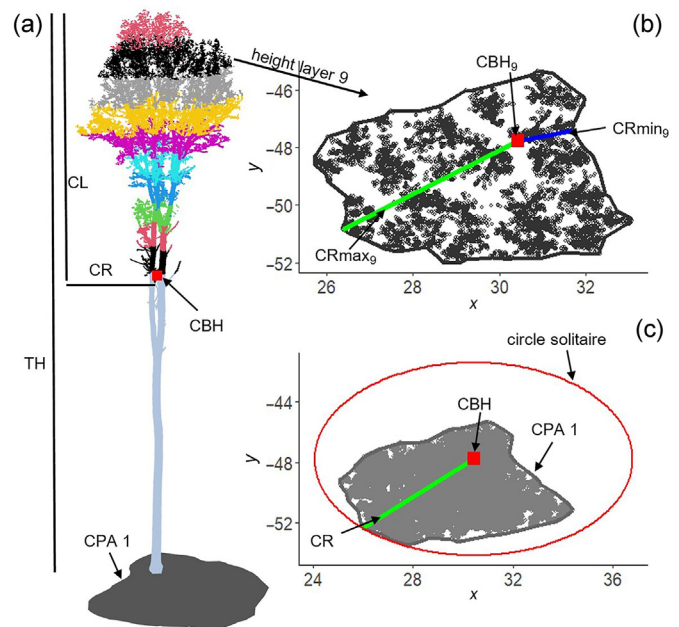 (a)
height layer 9
CL
CR
CBH
TH
CPA 1
(b)
CBH9
CRmin9
CRmax9
y
−46
−48
−50
−52
26
28
30
32
x
(c)
circle solitaire
CBH
CPA 1
CR
y
−44
−48
−52
24
28
32
36
x